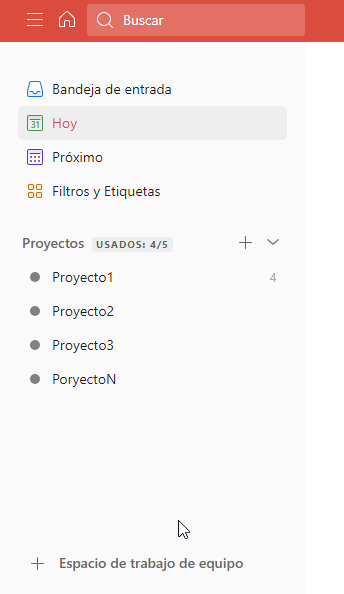 Buscar
Bandeja de entrada
31 Hoy
Próximo
Filtros y Etiquetas
Proyectos USADOS: 4/5
Proyecto1 4
Proyecto2
Proyecto3
PoryectoN
Espacio de trabajo de equipo